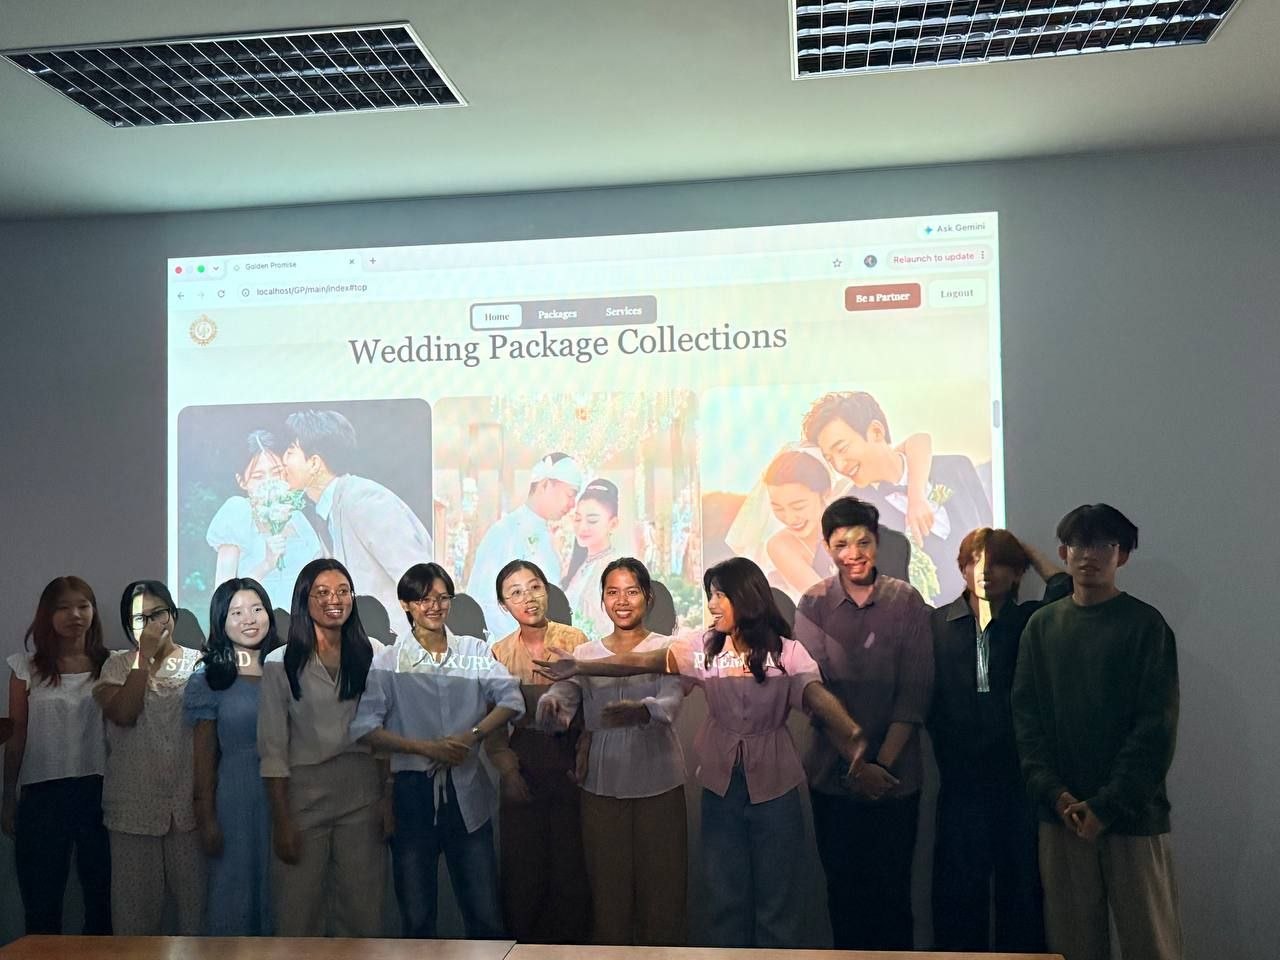 Ask Gemini
Golden Promise
Relaunch to update
localhost/GP/main/index#top
Be a Partner
Logout
Home
Packages
Services
Wedding Package Collections
LUXURY